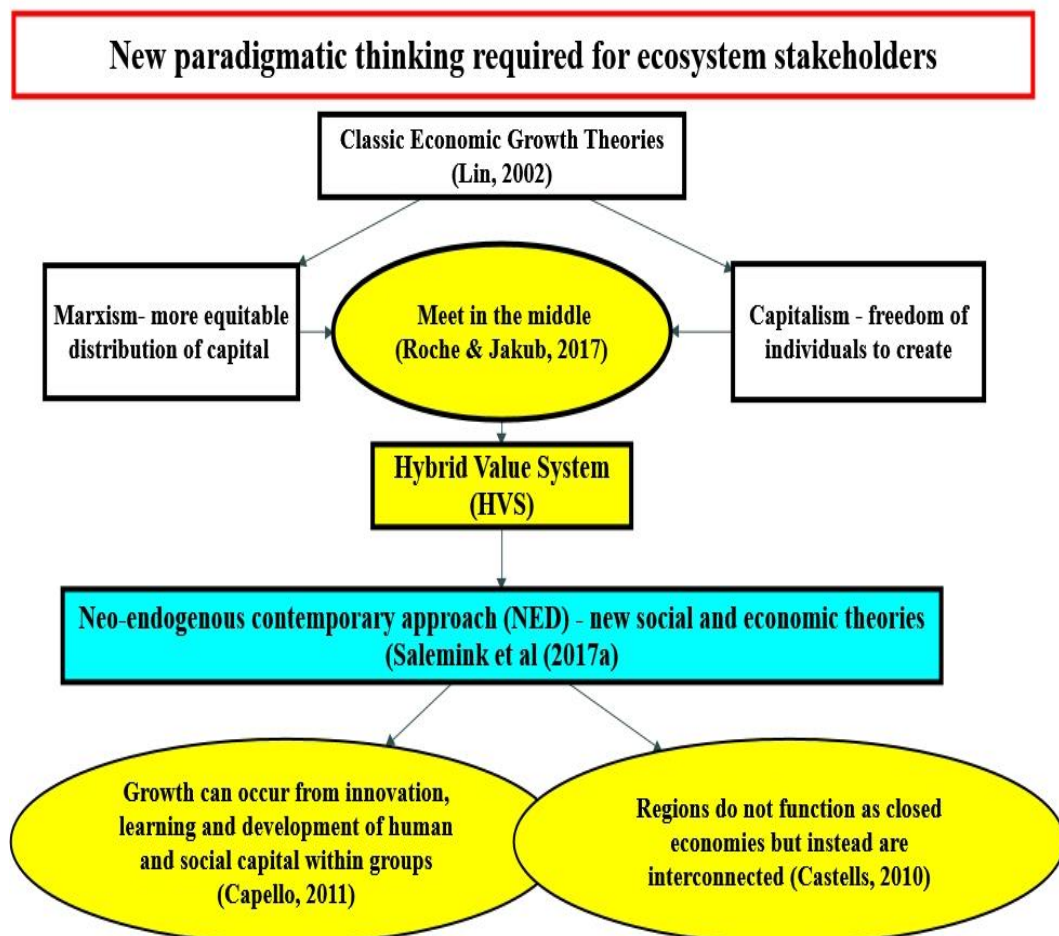 New paradigmatic thinking required for ecosystem stakeholders
Classic Economic Growth Theories
(Lin, 2002)
Marxism- more equitable
distribution of capital
Meet in the middle
(Roche & Jakub, 2017)
Capitalism - freedom of
individuals to create
Hybrid Value System
(HVS)
Neo-endogenous contemporary approach (NED) - new social and economic theories
(Salemink et al (2017a)
Growth can occur from innovation,
learning and development of human
and social capital within groups
(Capello, 2011)
Regions do not function as closed
economies but instead are
interconnected (Castells, 2010)